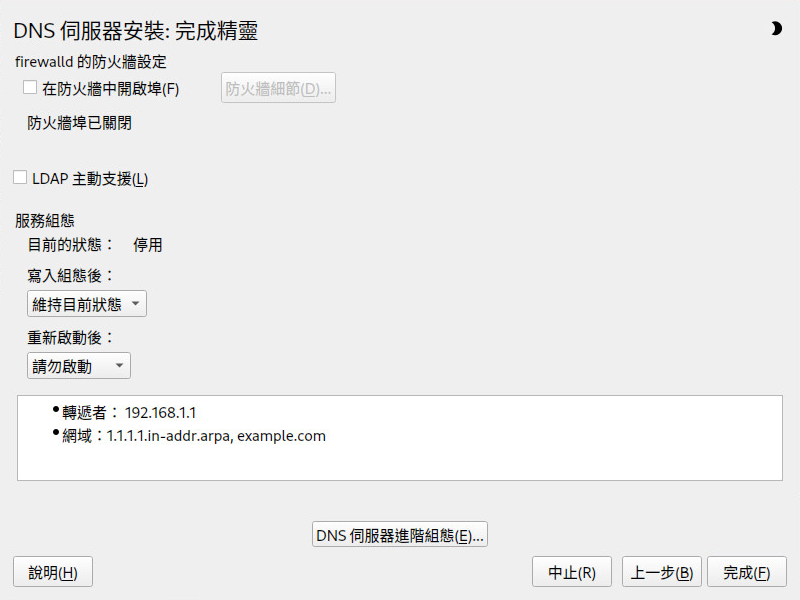 DNS 伺服器安裝: 完成精靈
firewalld 的防火牆設定
在防火牆中開啟埠(F)
防火牆細節(D)...
防火牆埠已關閉
LDAP 主動支援(L)
服務組態
目前的狀態： 停用
寫入組態後：
維持目前狀態
重新啟動後：
請勿啟動
轉遞者： 192.168.1.1
網域：1.1.1.1.in-addr.arpa, example.com
DNS 伺服器進階組態(E)...
說明(H)
中止(R)
上一步(B)
完成(F)